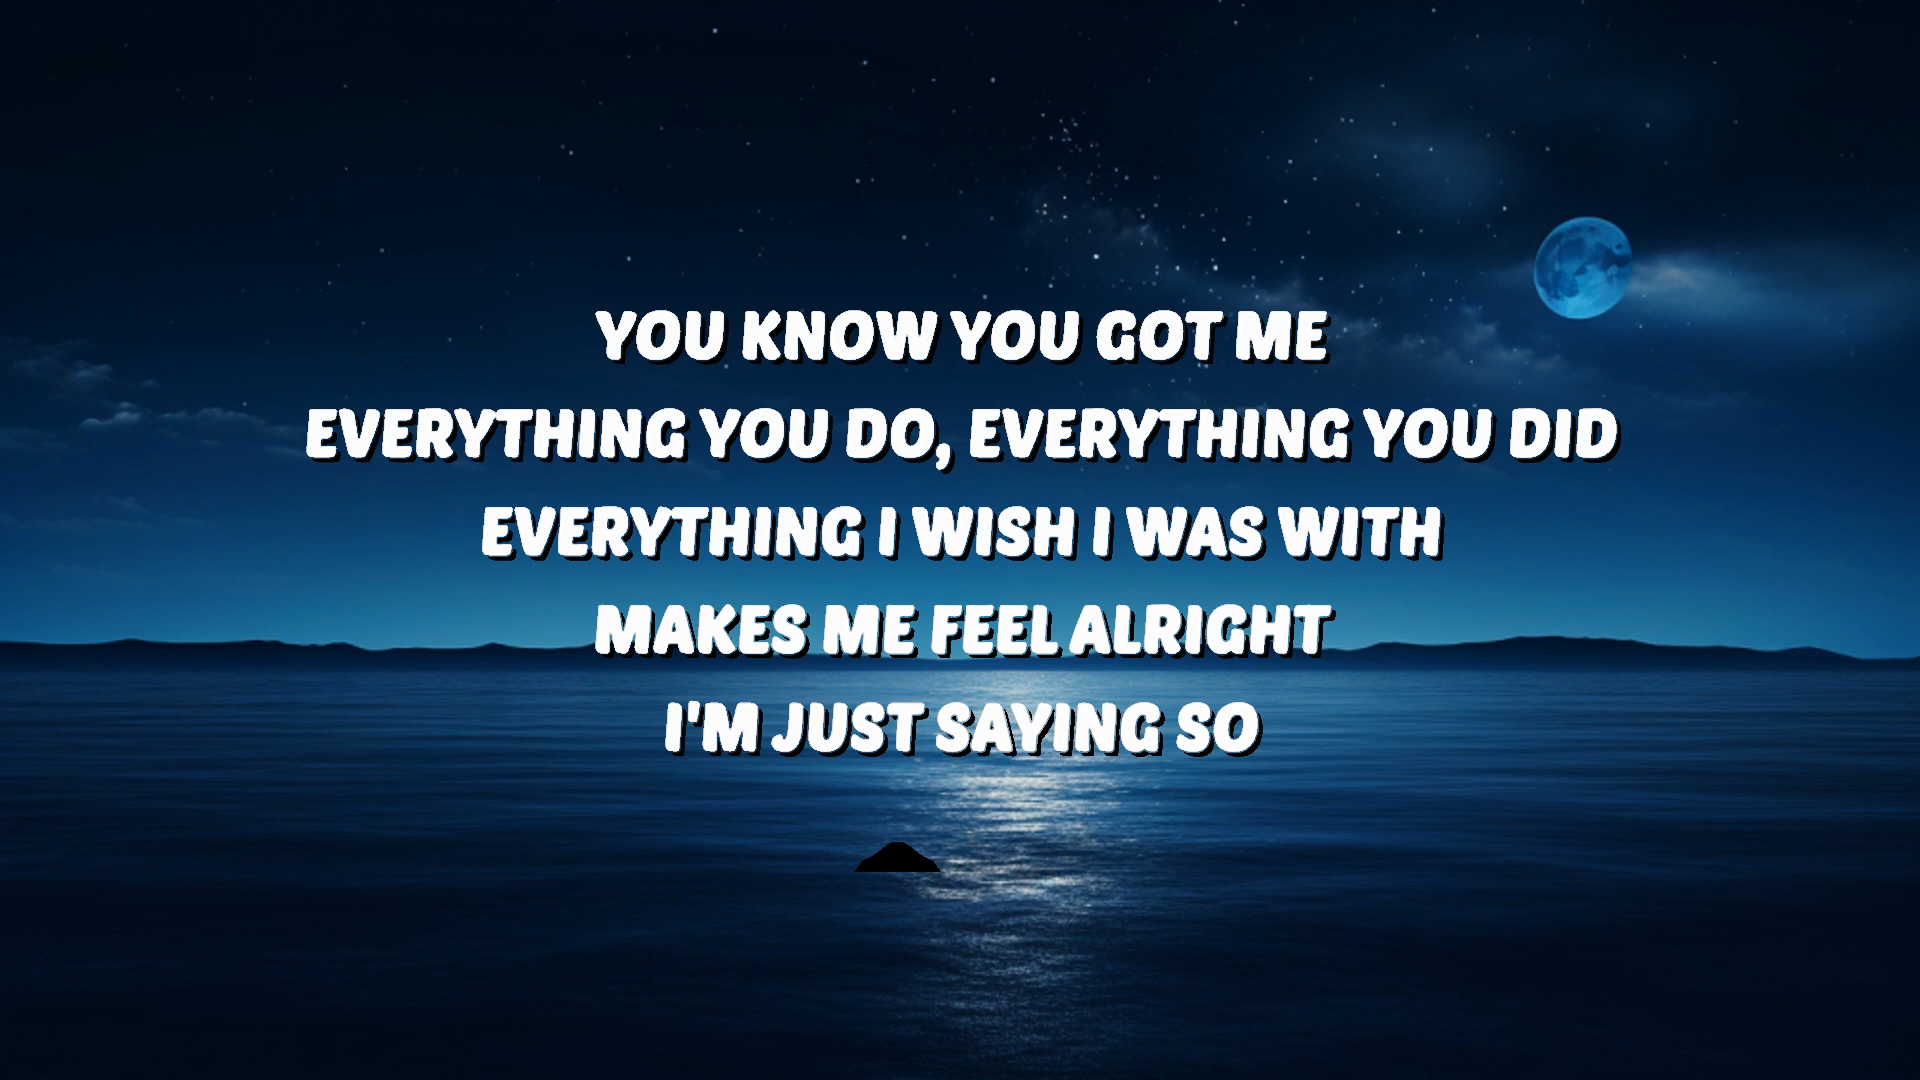 YOU KNOW YOU GOT ME
EVERYTHING YOU DO, EVERYTHING YOU DID
EVERYTHING I WISH I WAS WITH
MAKES ME FEEL ALRIGHT
I'M JUST SAYING SO